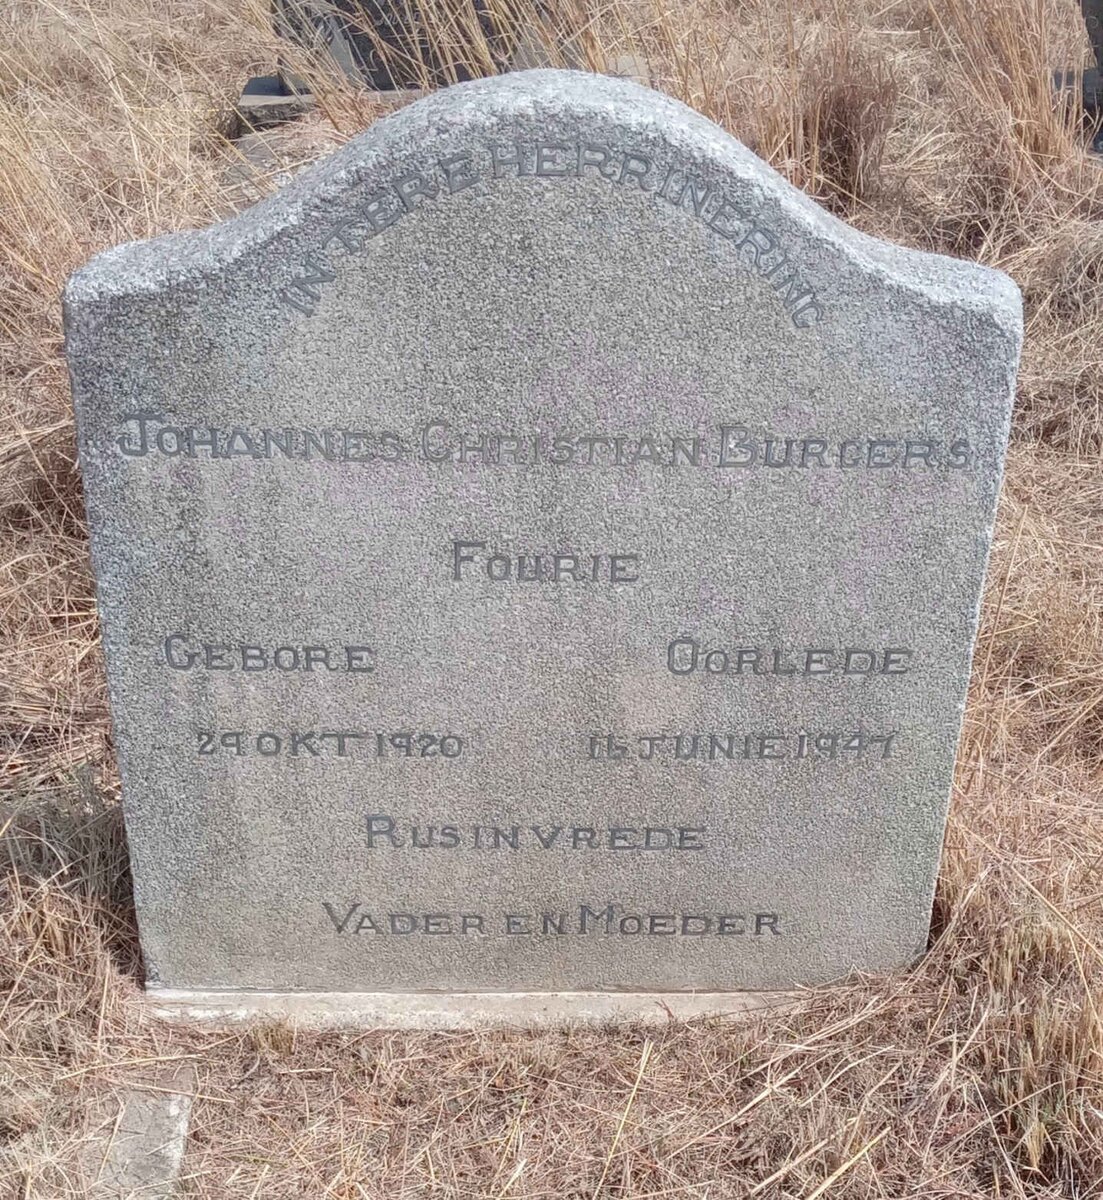 IN TERE HERRINERING
JOHANNES CHRISTIAN BURGERS
FOURIE
GEBORE OORLEDE
29 OKT 1920 16 JUNIE 1947
RUS IN VREDE
VADER EN MOEDER